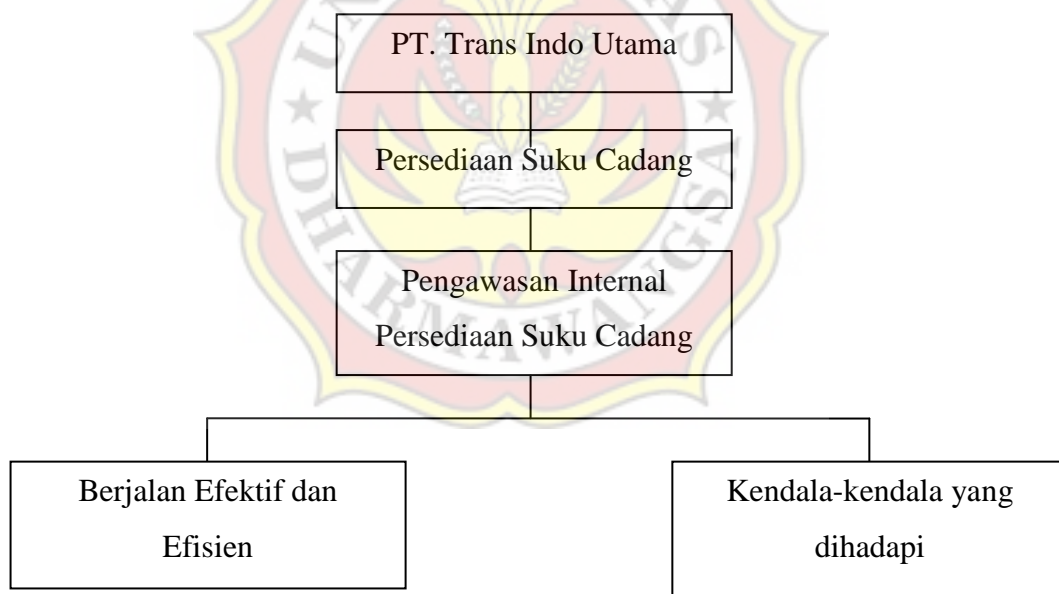 PT. Trans Indo Utama
Persediaan Suku Cadang
Pengawasan Internal
Persediaan Suku Cadang
Berjalan Efektif dan
Efisien
Kendala-kendala yang
dihadapi
DHARMAWANGSA